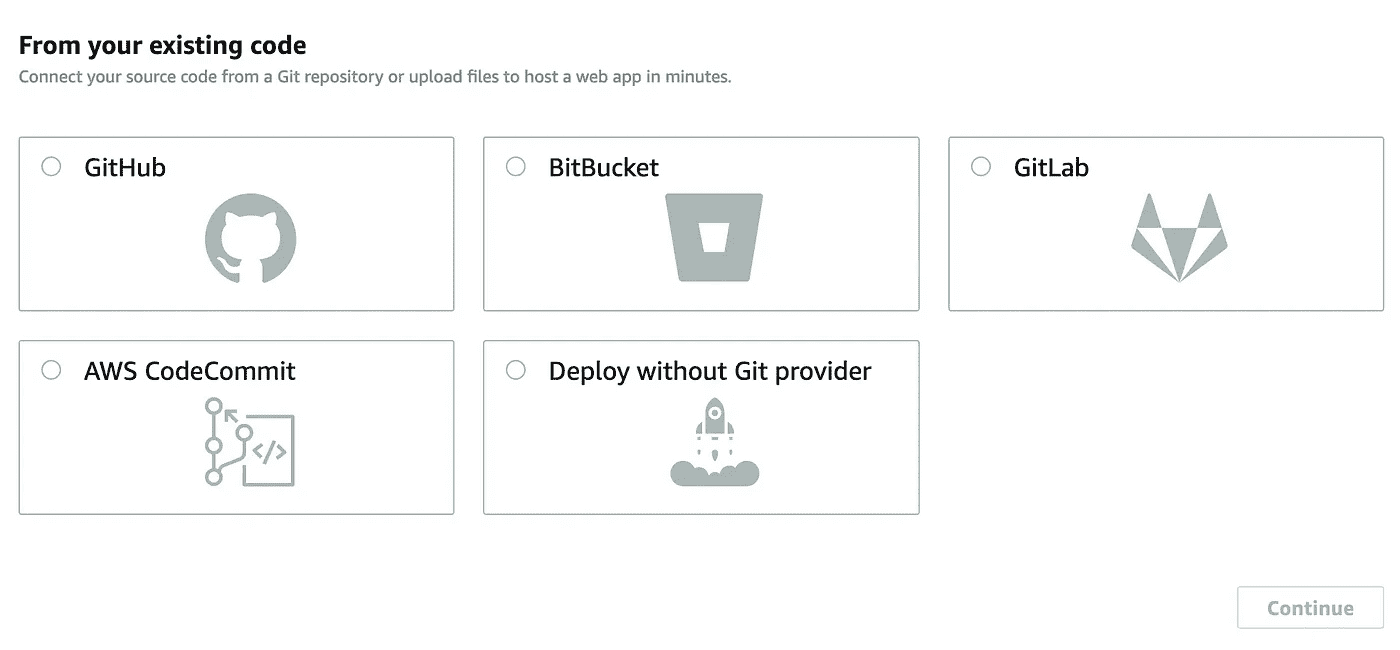 From your existing code
Connect your source code from a Git repository or upload files to host a web app in minutes.
GitHub
BitBucket
GitLab
AWS CodeCommit
</>
Deploy without Git provider
Continue